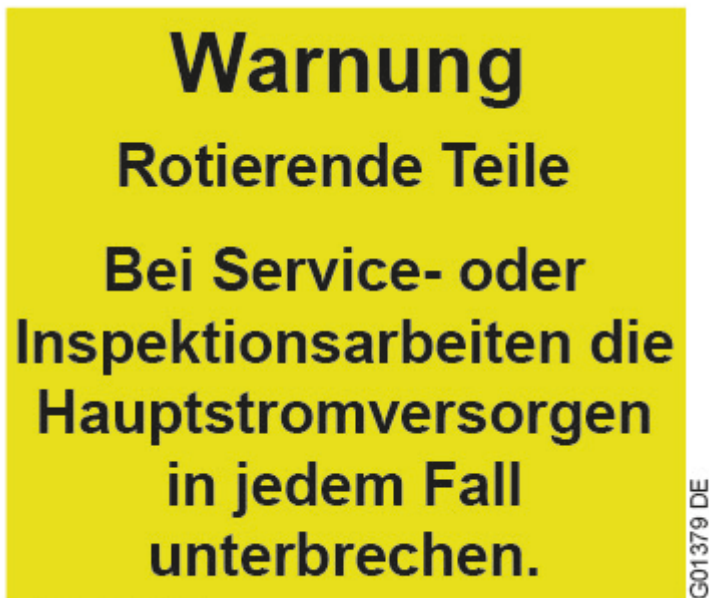 Warnung
Rotierende Teile
Bei Service- oder
Inspektionsarbeiten die
Hauptstromversorgen
in jedem Fall
unterbrechen.
G01379 DE